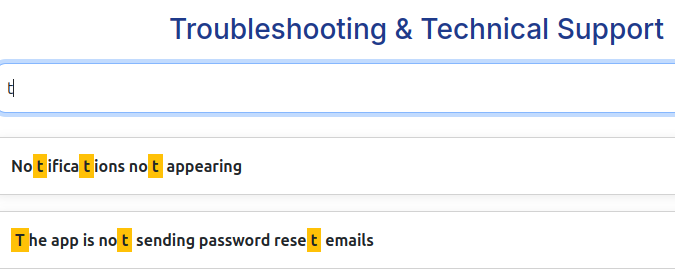 Troubleshooting & Technical Support
t
Notifications not appearing
The app is not sending password reset emails